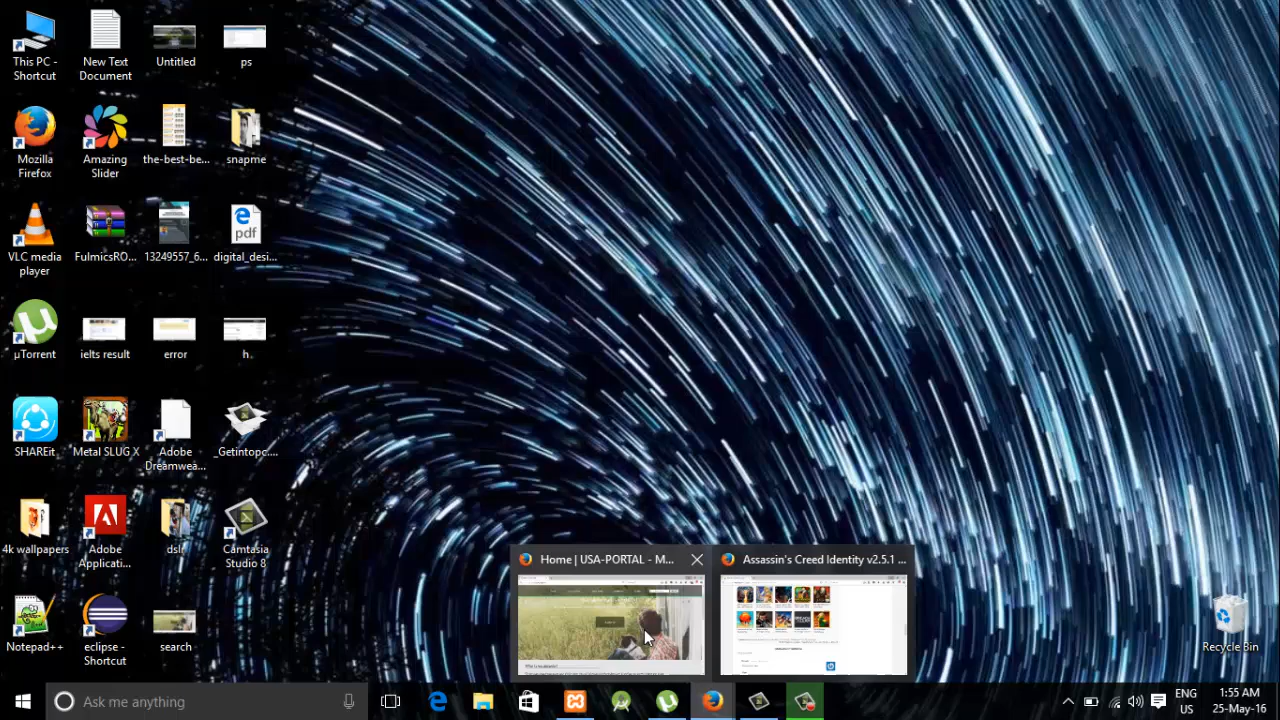 This PC -
Shortcut
New Text
Document
Untitled
ps
Mozilla
Firefox
Amazing
Slider
the-best-be...
snapme
VLC media
player
FulmicsRO...
13249557_6...
digital_desi...
µTorrent
ielts result
error
h
SHAREit
Metal SLUG X
Adobe
Dreamwea...
_Getintopc....
4k wallpapers
Adobe
Applicati...
dslr
Camtasia
Studio 8
Shortcut
search
Home | USA-PORTAL - M...
Assassin's Creed Identity v2.5.1 ...
Recycle Bin
Ask me anything
ENG
US
1:55 AM
25-May-16